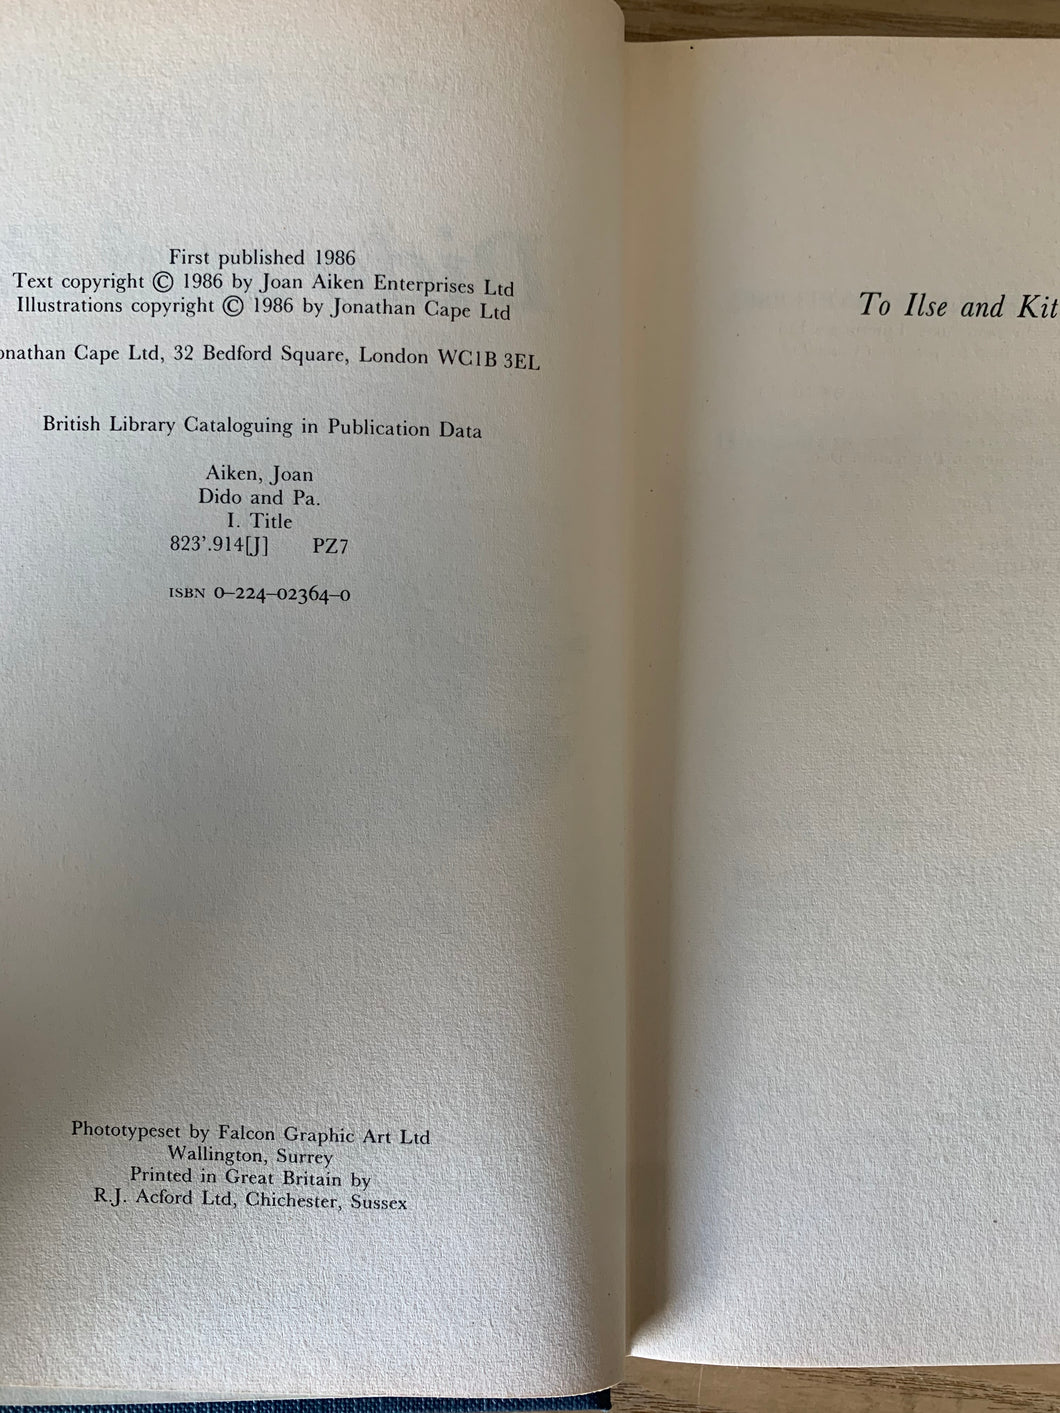 First published 1986
Text copyright © 1986 by Joan Aiken Enterprises Ltd
Illustrations copyright © 1986 by Jonathan Cape Ltd
onathan Cape Ltd, 32 Bedford Square, London WC1B 3EL
British Library Cataloguing in Publication Data
Aiken, Joan
Dido and Pa.
I. Title
823'.914[J] PZ7
ISBN 0–224–02364–0
Phototypeset by Falcon Graphic Art Ltd
Wallington, Surrey
Printed in Great Britain by
R.J. Acford Ltd, Chichester, Sussex
To Ilse and Kit